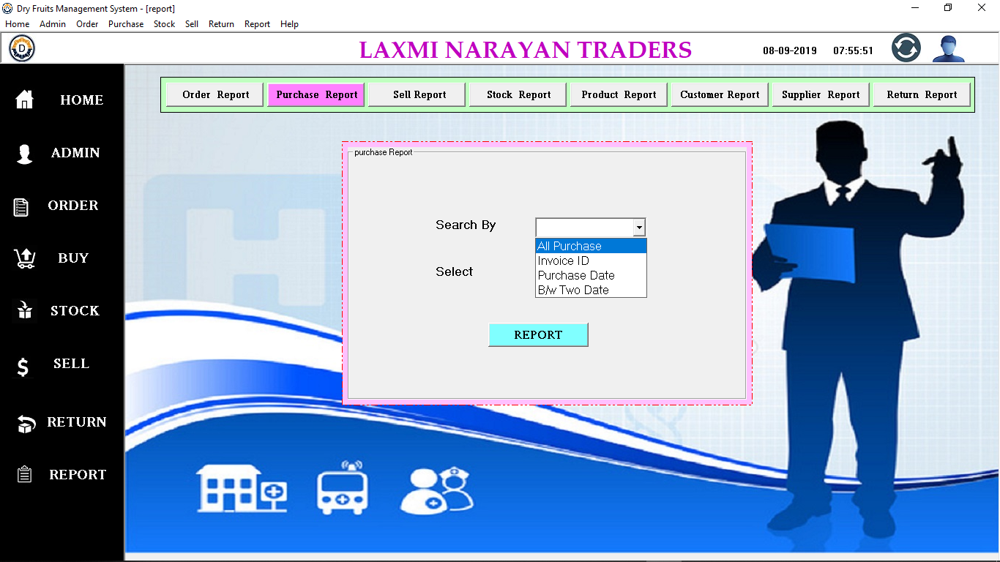 Dry Fruits Management System - [report]
Home Admin Order Purchase Stock Sell Return Report Help
D LAXMI NARAYAN TRADERS 08-09-2019 07:55:51
Order Report Purchase Report Sell Report Stock Report Product Report Customer Report Supplier Report Return Report
HOME
ADMIN
ORDER
BUY
STOCK
SELL
RETURN
REPORT
purchase Report
Search By
All Purchase
Invoice ID
Purchase Date
B/w Two Date
Select
REPORT
H